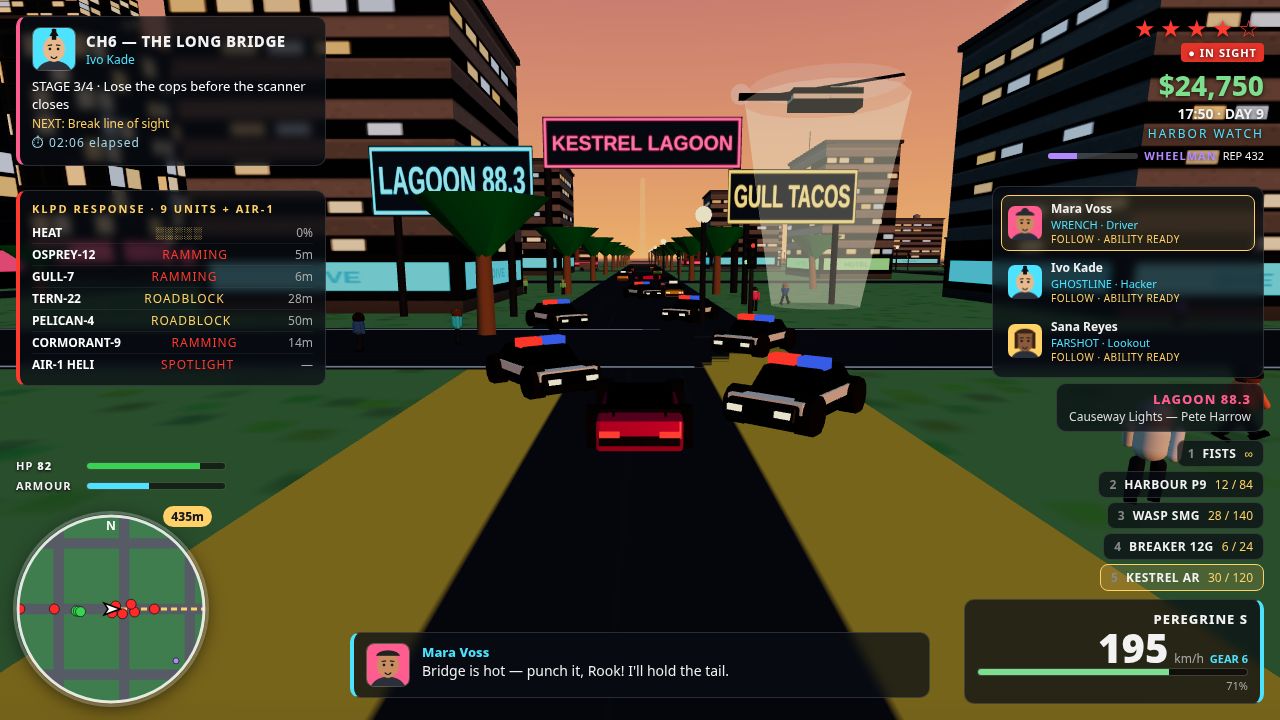 CH6 — THE LONG BRIDGE
Ivo Kade
STAGE 3/4 · Lose the cops before the scanner
closes
NEXT: Break line of sight
⏱ 02:06 elapsed
KLPD RESPONSE · 9 UNITS + AIR-1
HEAT ░░░░░░ 0%
OSPREY-12 RAMMING 5m
GULL-7 RAMMING 6m
TERN-22 ROADBLOCK 28m
PELICAN-4 ROADBLOCK 50m
CORMORANT-9 RAMMING 14m
AIR-1 HELI SPOTLIGHT —
HP 82
ARMOUR
435m
N
KESTREL LAGOON
LAGOON 88.3
GULL TACOS
★ ★ ★ ★ ☆
● IN SIGHT
$24,750
17:50 · DAY 9
HARBOR WATCH
WHEELMAN REP 432
Mara Voss
WRENCH · Driver
FOLLOW · ABILITY READY
Ivo Kade
GHOSTLINE · Hacker
FOLLOW · ABILITY READY
Sana Reyes
FARSHOT · Lookout
FOLLOW · ABILITY READY
LAGOON 88.3
Causeway Lights — Pete Harrow
1 FISTS ∞
2 HARBOUR P9 12 / 84
3 WASP SMG 28 / 140
4 BREAKER 12G 6 / 24
5 KESTREL AR 30 / 120
PEREGRINE S
195 km/h GEAR 6
71%
Mara Voss
Bridge is hot — punch it, Rook! I'll hold the tail.